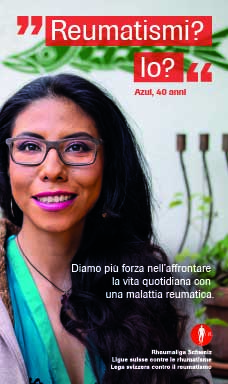 "Reumatismi?
Io?"
Azul, 40 anni
Diamo più forza nell'affrontare
la vita quotidiana con
una malattia reumatica.
Rheumaliga Schweiz
Ligue suisse contre le rhumatisme
Lega svizzera contro il reumatismo